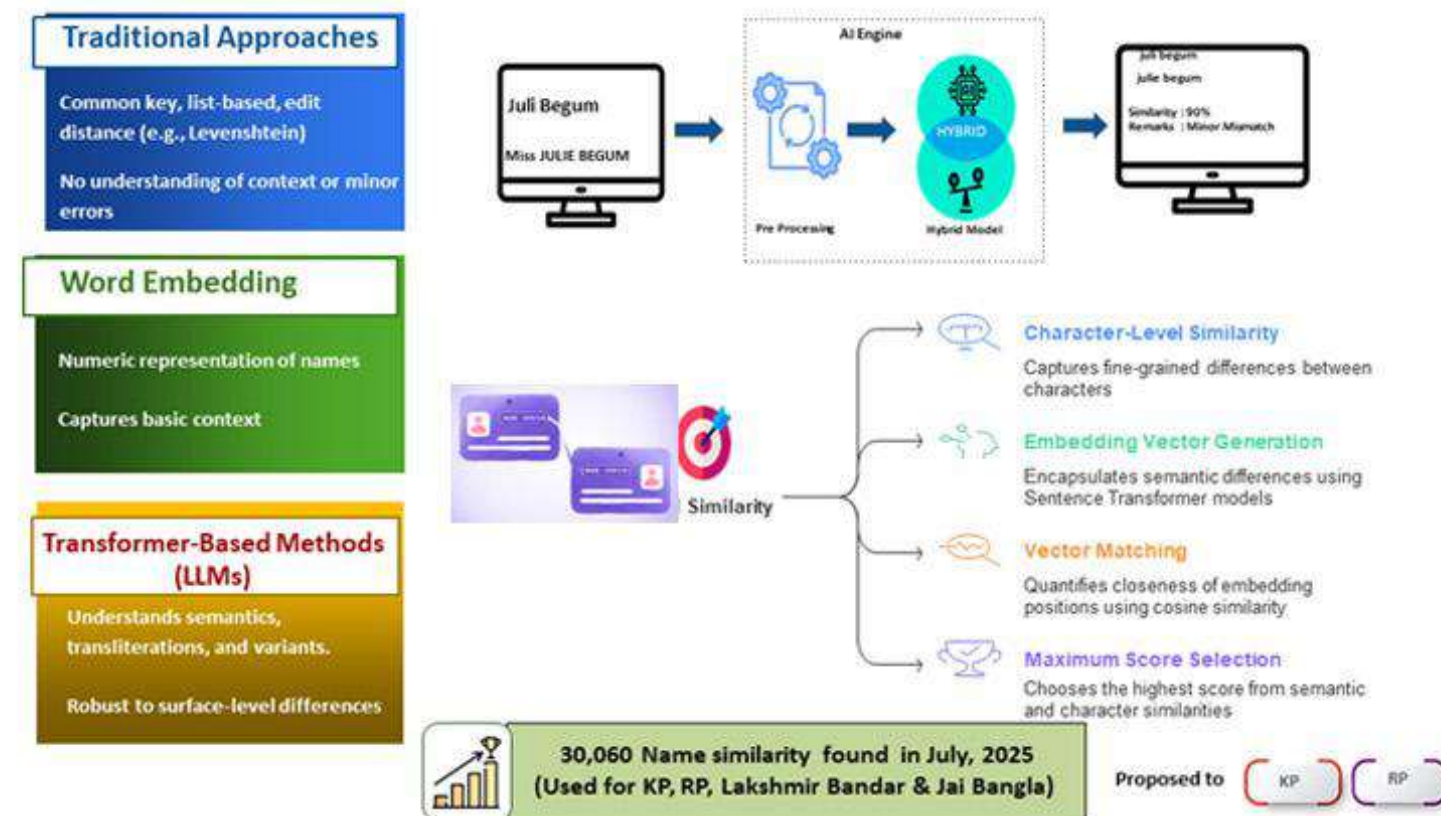 Traditional Approaches
Common key, list-based, edit
distance (e.g., Levenshtein)
No understanding of context or minor
errors
Word Embedding
Numeric representation of names
Captures basic context
Transformer-Based Methods
(LLMs)
Understands semantics,
transliterations, and variants.
Robust to surface-level differences
Juli Begum
Miss JULIE BEGUM
AI Engine
HYBRID
Pre Processing
Hybrid Model
juli begum
julie begum
Similarity : 90%
Remarks : Minor Mismatch
Similarity
Character-Level Similarity
Captures fine-grained differences between
characters
Embedding Vector Generation
Encapsulates semantic differences using
Sentence Transformer models
Vector Matching
Quantifies closeness of embedding
positions using cosine similarity
Maximum Score Selection
Chooses the highest score from semantic
and character similarities
30,060 Name similarity found in July, 2025
(Used for KP, RP, Lakshmir Bandar & Jai Bangla)
Proposed to
KP
RP